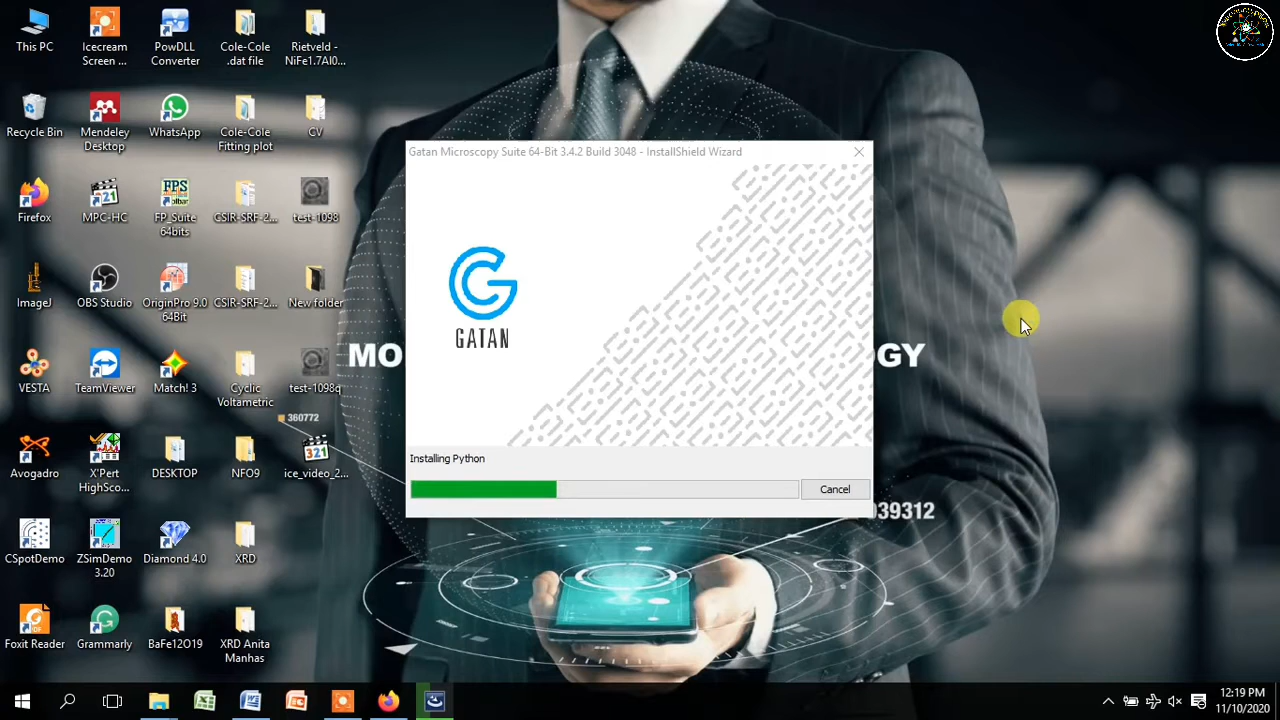 This PC
Icecream
Screen ...
PowDLL
Converter
Cole-Cole
.dat file
Rietveld -
NiFe1.7Al0...
Recycle Bin
Mendeley
Desktop
WhatsApp
Cole-Cole
Fitting plot
CV
Firefox
MPC-HC
FP_Suite
64bits
CSIR-SRF-2...
test-1098
ImageJ
OBS Studio
OriginPro 9.0
64Bit
CSIR-SRF-2...
New folder
VESTA
TeamViewer
Match! 3
Cyclic
Voltametric
test-1098q
Avogadro
X'Pert
HighSco...
DESKTOP
NFO9
ice_video_2...
CSpotDemo
ZSimDemo
3.20
Diamond 4.0
XRD
Foxit Reader
Grammarly
BaFe12O19
XRD Anita
Manhas
Gatan Microscopy Suite 64-Bit 3.4.2 Build 3048 - InstallShield Wizard
GATAN
Installing Python
Cancel
MO
GY
360772
039312
12:19 PM
11/10/2020